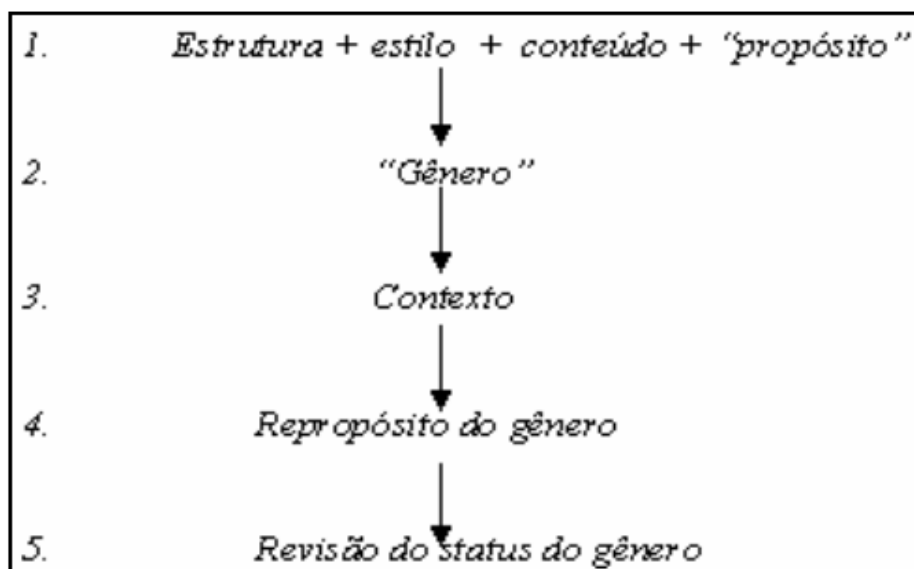 1. Estrutura + estilo + conteúdo + “propósito”
2. “Gênero”
3. Contexto
4. Repropósito do gênero
5. Revisão do status do gênero